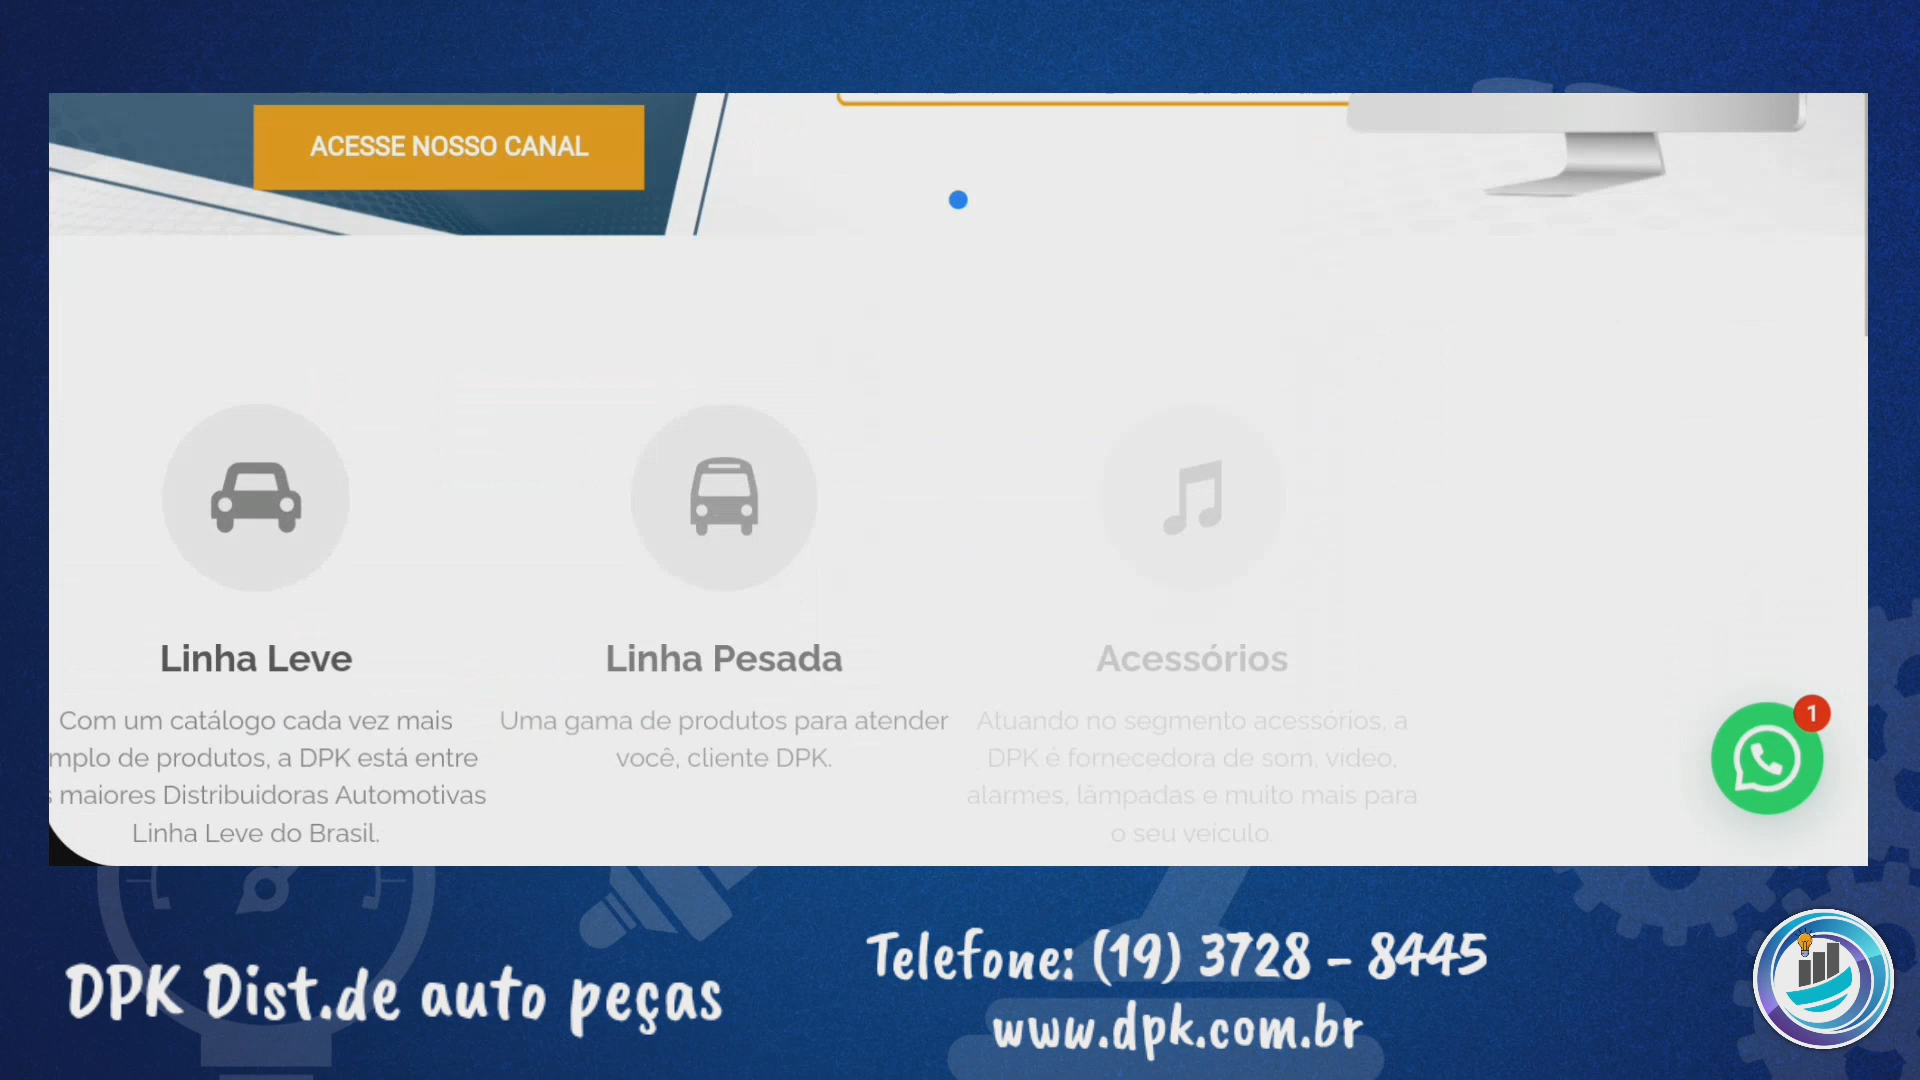 ACESSE NOSSO CANAL
Linha Leve
Com um catálogo cada vez mais
mplo de produtos, a DPK está entre
s maiores Distribuidoras Automotivas
Linha Leve do Brasil.
Linha Pesada
Uma gama de produtos para atender
você, cliente DPK.
Acessórios
Atuando no segmento acessórios, a
DPK é fornecedora de som, video,
alarmes, lâmpadas e muito mais para
o seu veiculo.
1
DPK Dist.de auto peças
Telefone: (19) 3728 - 8445
www.dpk.com.br